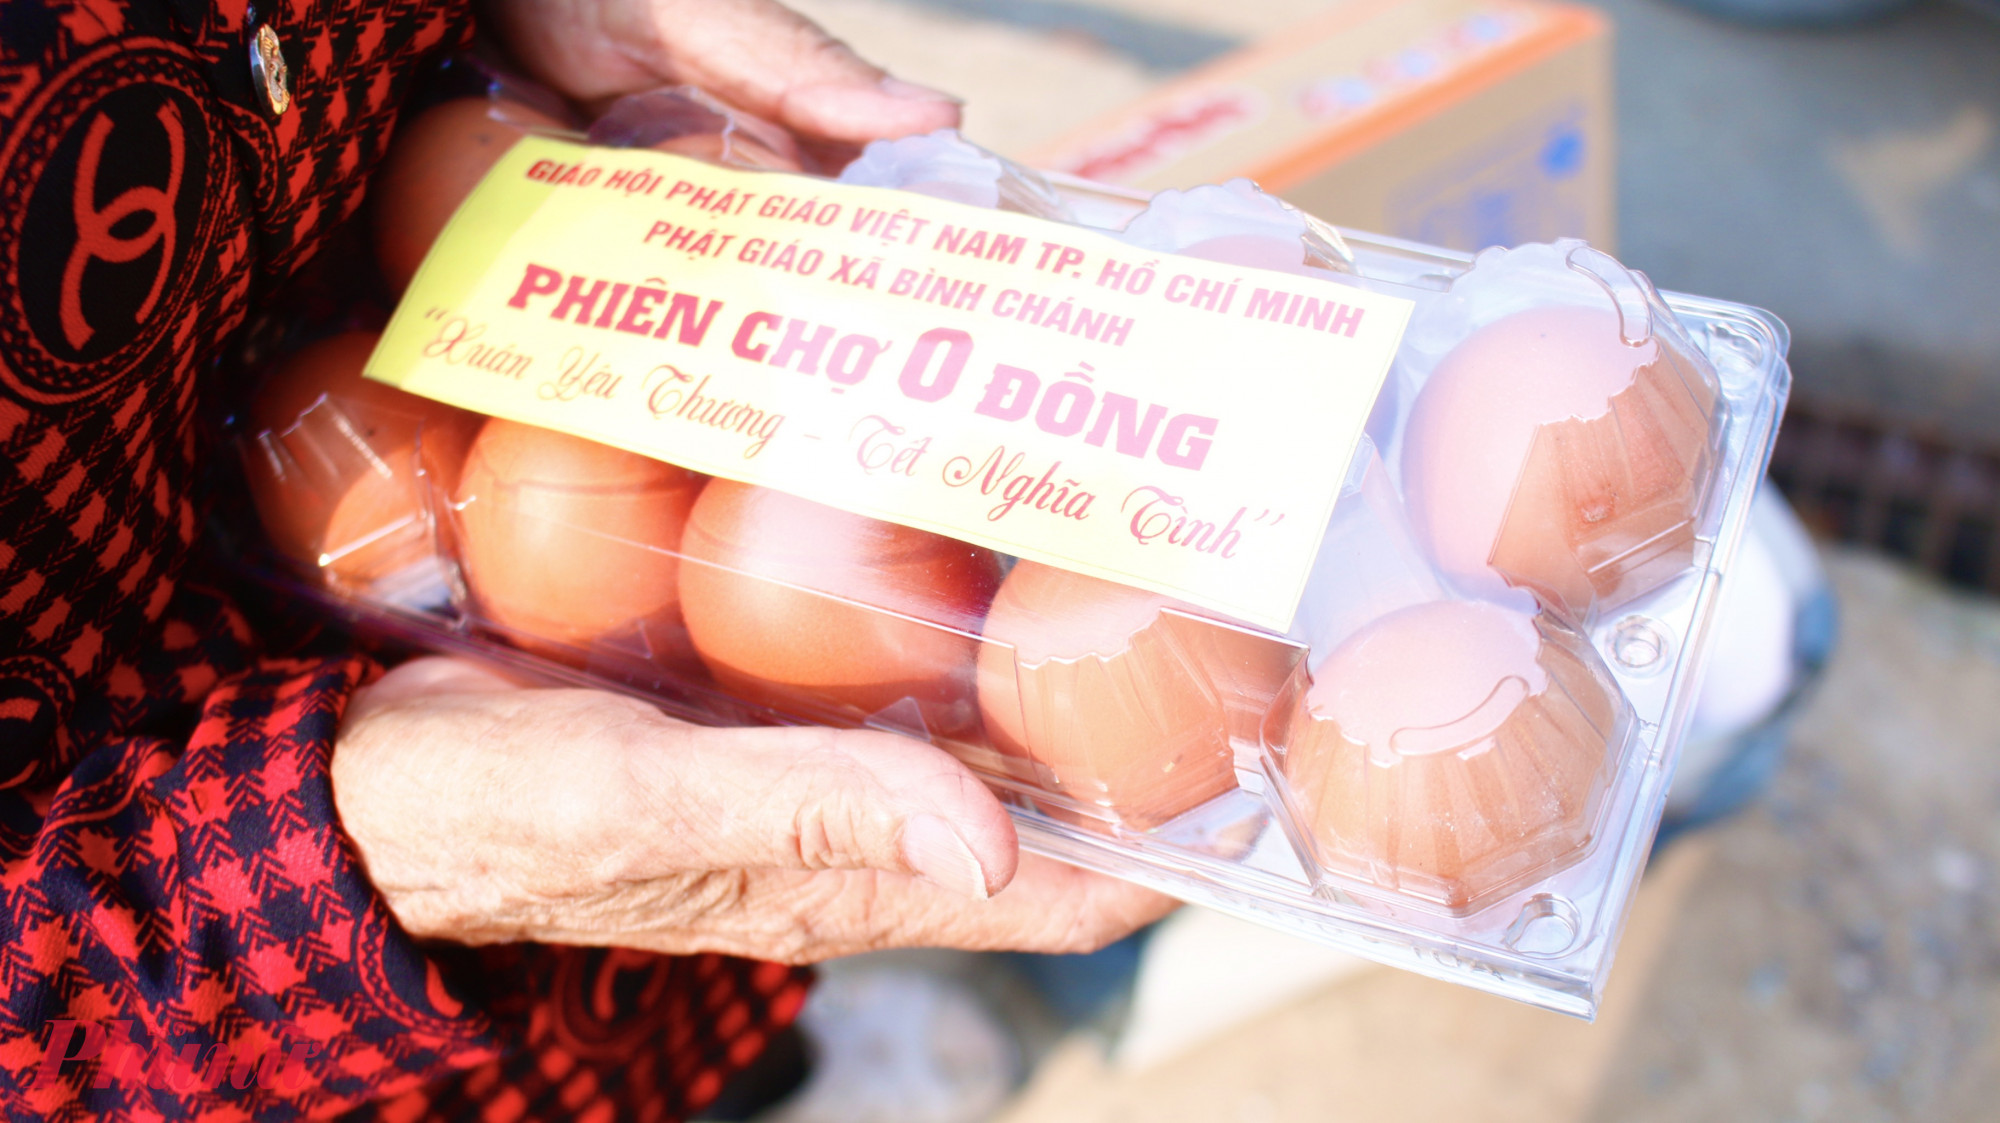 GIÁO HỘI PHẬT GIÁO VIỆT NAM TP. HỒ CHÍ MINH
PHẬT GIÁO XÃ BÌNH CHÁNH
PHIÊN CHỢ 0 ĐỒNG
“Xuân Yêu Thương - Tết Nghĩa Tình”
Phunữ